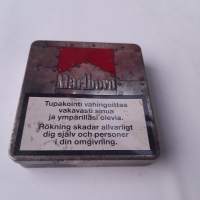 Marlboro
Tupakointi vahingoittaa
vakavasti sinua
ja ympärilläsi olevia.
Rökning skadar allvarligt
dig själv och personer
i din omgivning.